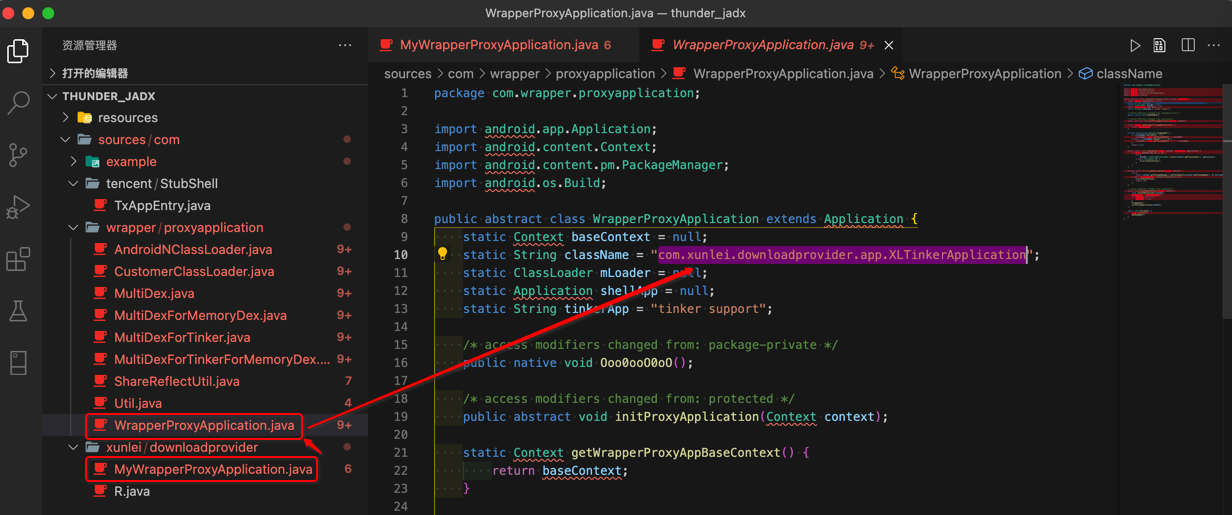 WrapperProxyApplication.java — thunder_jadx
资源管理器
打开的编辑器
THUNDER_JADX
resources
sources / com
example
tencent / StubShell
TxAppEntry.java
wrapper / proxyapplication
AndroidNClassLoader.java 9+
CustomerClassLoader.java 9+
MultiDex.java 9+
MultiDexForMemoryDex.java 9+
MultiDexForTinker.java 9+
MultiDexForTinkerForMemoryDex.... 9+
ShareReflectUtil.java 7
Util.java 4
WrapperProxyApplication.java 9+
xunlei / downloadprovider
MyWrapperProxyApplication.java 6
R.java
MyWrapperProxyApplication.java 6
WrapperProxyApplication.java 9+
sources > com > wrapper > proxyapplication > WrapperProxyApplication.java > WrapperProxyApplication > className
1 package com.wrapper.proxyapplication;
2
3 import android.app.Application;
4 import android.content.Context;
5 import android.content.pm.PackageManager;
6 import android.os.Build;
7
8 public abstract class WrapperProxyApplication extends Application {
9 static Context baseContext = null;
10 static String className = "com.xunlei.downloadprovider.app.XLTinkerApplication";
11 static ClassLoader mLoader = null;
12 static Application shellApp = null;
13 static String tinkerApp = "tinker support";
14
15 /* access modifiers changed from: package-private */
16 public native void Ooo0ooO0oO();
17
18 /* access modifiers changed from: protected */
19 public abstract void initProxyApplication(Context context);
20
21 static Context getWrapperProxyAppBaseContext() {
22 return baseContext;
23 }
24